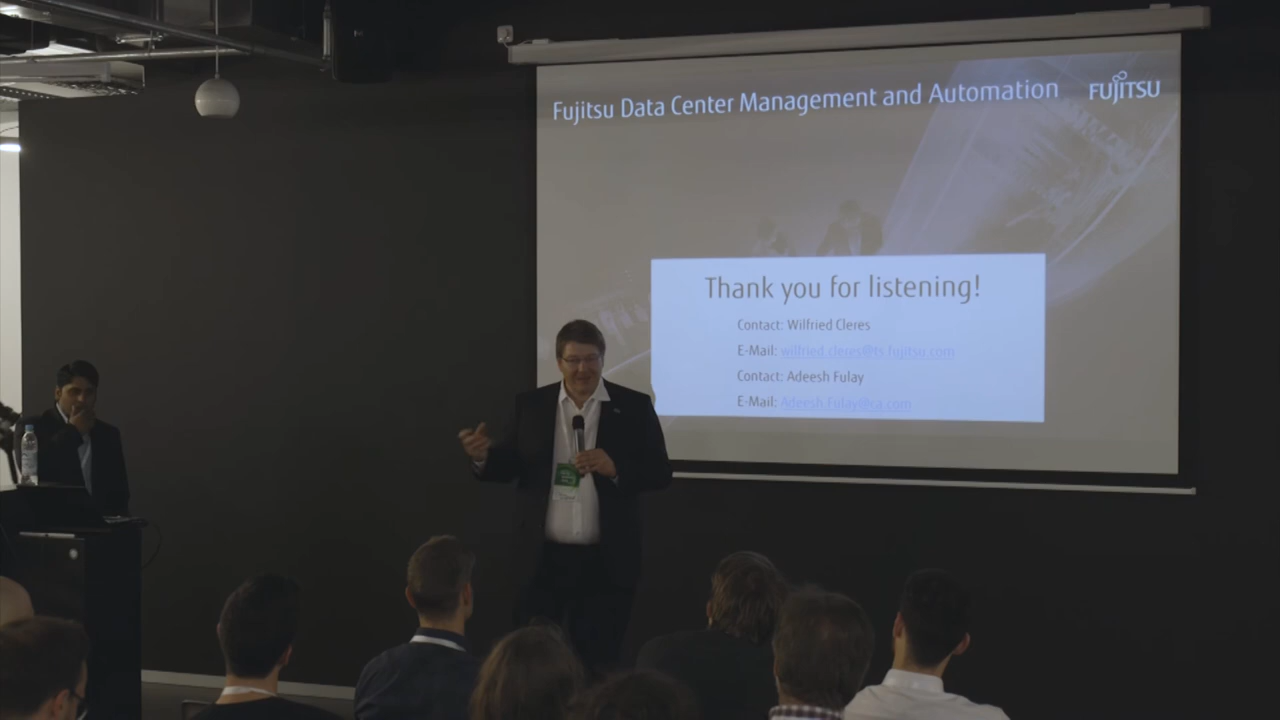 Fujitsu Data Center Management and Automation
FUJITSU
Thank you for listening!
Contact: Wilfried Cleres
E-Mail: wilfried.cleres@ts.fujitsu.com
Contact: Adeesh Fulay
E-Mail: Adeesh.Fulay@ca.com